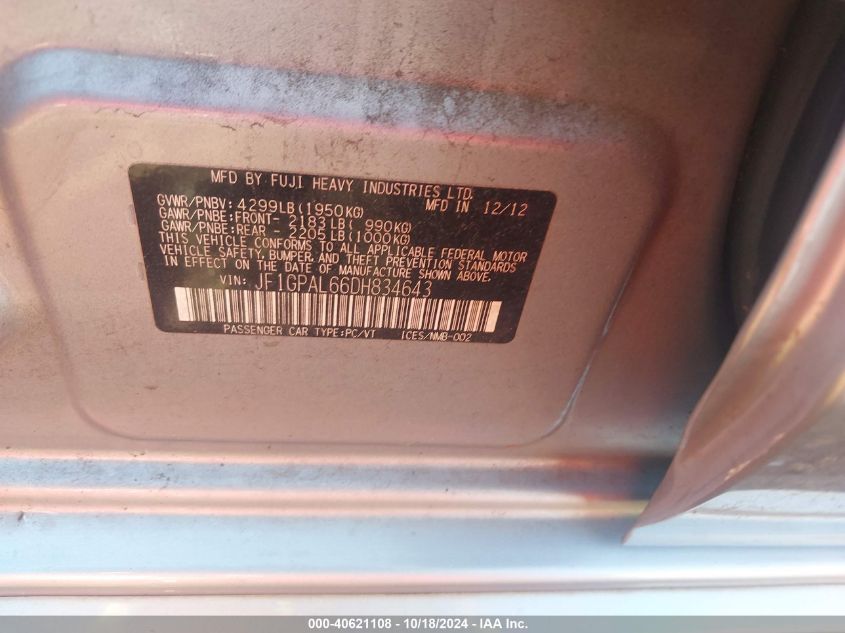 MFD BY FUJI HEAVY INDUSTRIES LTD.
GVWR/PNBV: 4299LB(1950KG) MFD IN 12/12
GAWR/PNBE:FRONT- 2183LB( 990KG)
GAWR/PNBE:REAR - 2205LB(1000KG)
THIS VEHICLE CONFORMS TO ALL APPLICABLE FEDERAL MOTOR
VEHICLE SAFETY, BUMPER, AND THEFT PREVENTION STANDARDS
IN EFFECT ON THE DATE OF MANUFACTURE SHOWN ABOVE.
VIN: JF1GPAL66DH834643
PASSENGER CAR TYPE:PC/VT ICES/NMB-002
000-40621108 - 10/18/2024 - IAA Inc.